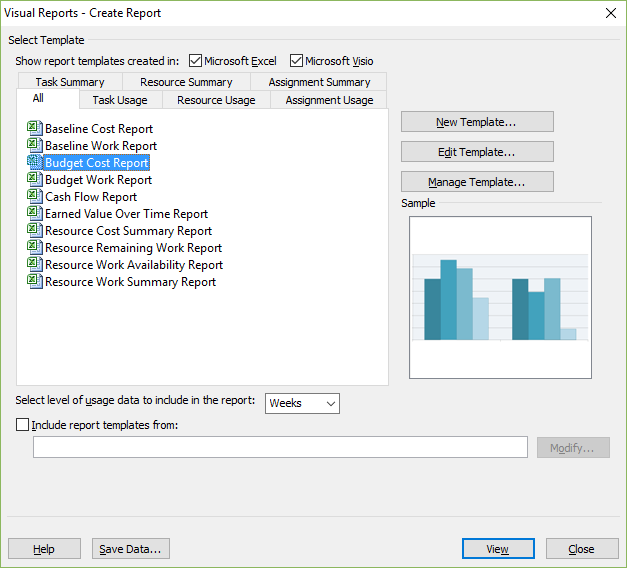 Visual Reports - Create Report
Select Template
Show report templates created in: Microsoft Excel Microsoft Visio
Task Summary Resource Summary Assignment Summary
All Task Usage Resource Usage Assignment Usage
Baseline Cost Report
Baseline Work Report
Budget Cost Report
Budget Work Report
Cash Flow Report
Earned Value Over Time Report
Resource Cost Summary Report
Resource Remaining Work Report
Resource Work Availability Report
Resource Work Summary Report
New Template...
Edit Template...
Manage Template...
Sample
Select level of usage data to include in the report: Weeks
Include report templates from:
Modify...
Help Save Data... View Close